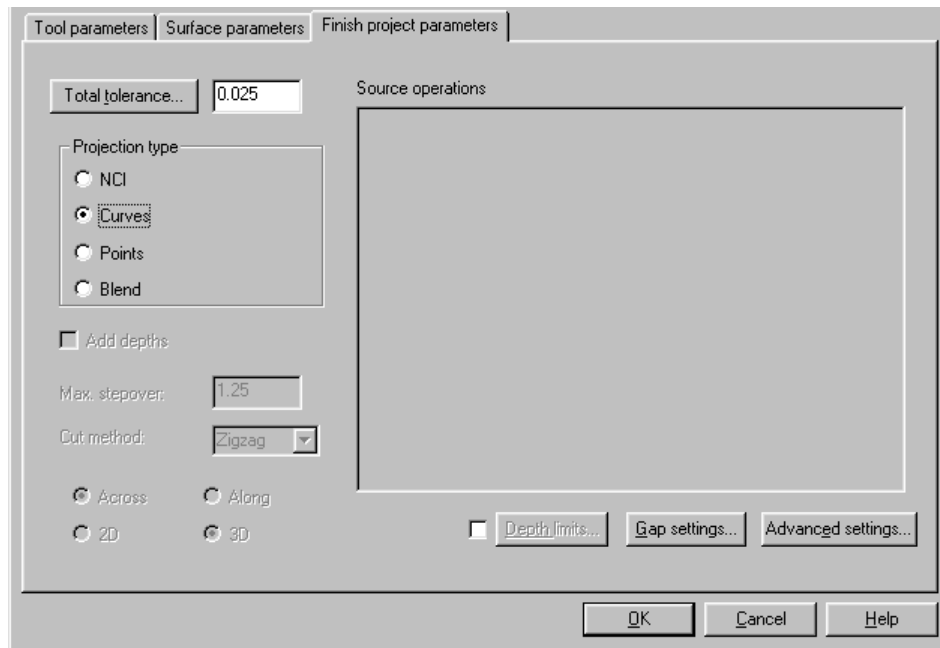 Tool parameters Surface parameters Finish project parameters
Total tolerance... 0.025
Source operations
Projection type
NCI
Curves
Points
Blend
Add depths
Max. stepover: 1.25
Cut method: Zigzag
Across Along
2D 3D
Depth limits... Gap settings... Advanced settings...
OK Cancel Help